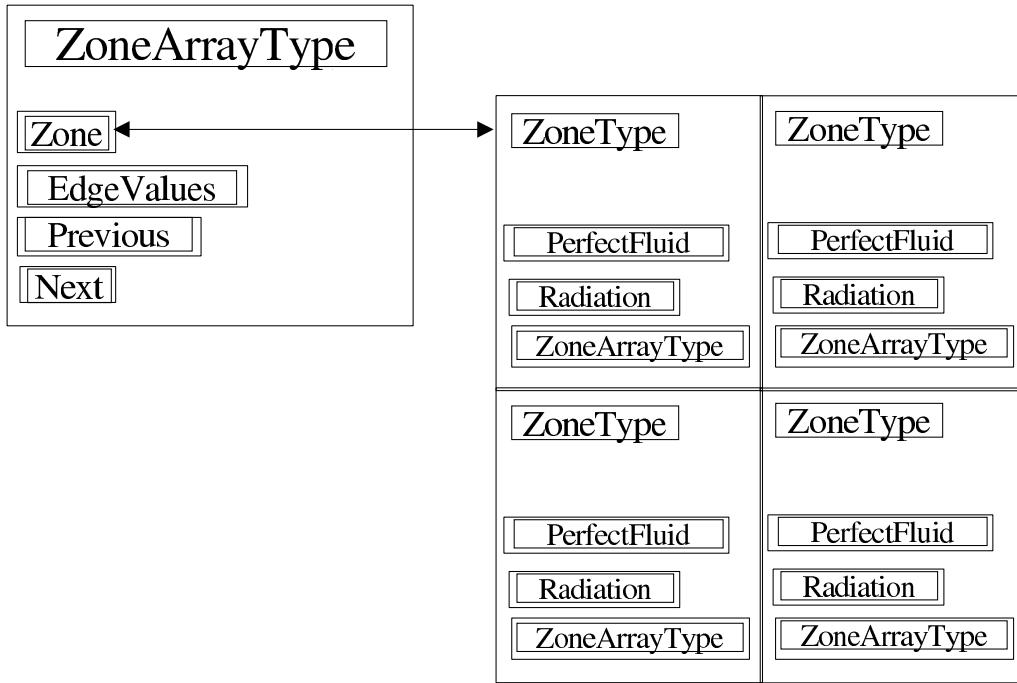 ZoneArrayType
Zone
EdgeValues
Previous
Next
ZoneType
PerfectFluid
Radiation
ZoneArrayType
ZoneType
PerfectFluid
Radiation
ZoneArrayType
ZoneType
PerfectFluid
Radiation
ZoneArrayType
ZoneType
PerfectFluid
Radiation
ZoneArrayType